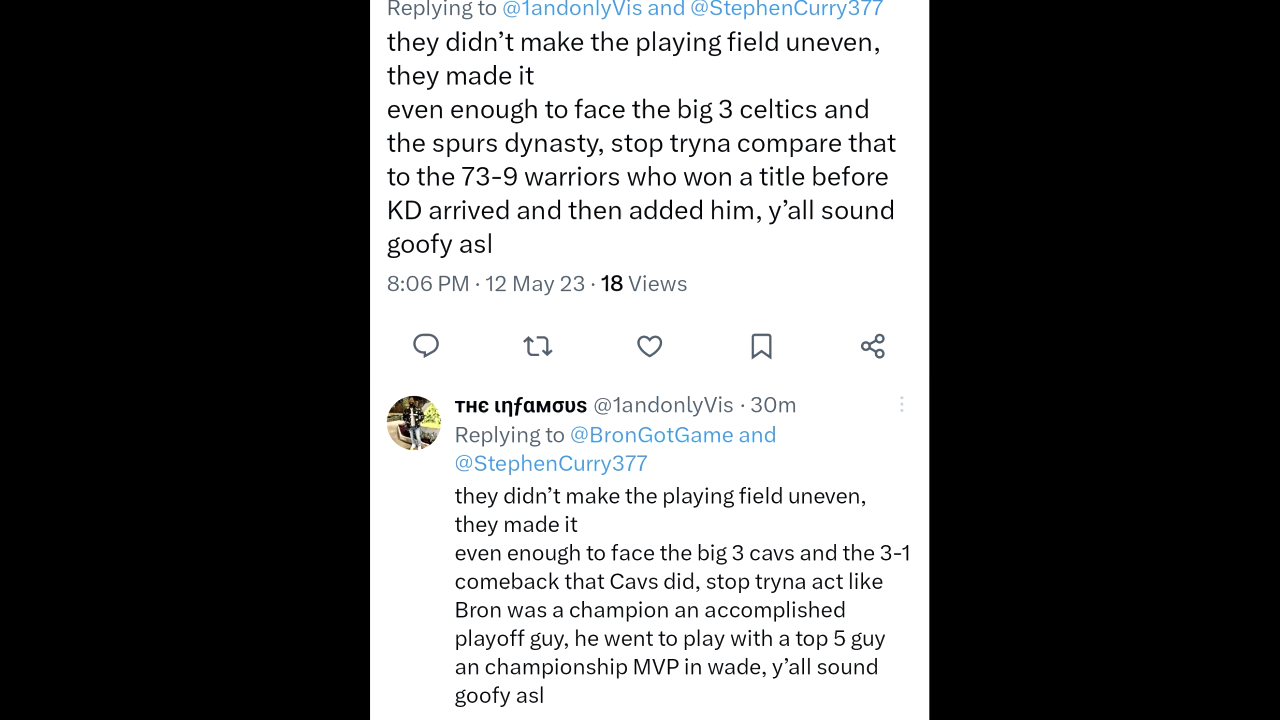 Replying to @1andonlyVis and @StephenCurry377
they didn’t make the playing field uneven,
they made it
even enough to face the big 3 celtics and
the spurs dynasty, stop tryna compare that
to the 73-9 warriors who won a title before
KD arrived and then added him, y’all sound
goofy asl
8:06 PM · 12 May 23 · 18 Views
ᴛʜє ιηƒαмσυѕ @1andonlyVis · 30m
Replying to @BronGotGame and
@StephenCurry377
they didn’t make the playing field uneven,
they made it
even enough to face the big 3 cavs and the 3-1
comeback that Cavs did, stop tryna act like
Bron was a champion an accomplished
playoff guy, he went to play with a top 5 guy
an championship MVP in wade, y’all sound
goofy asl